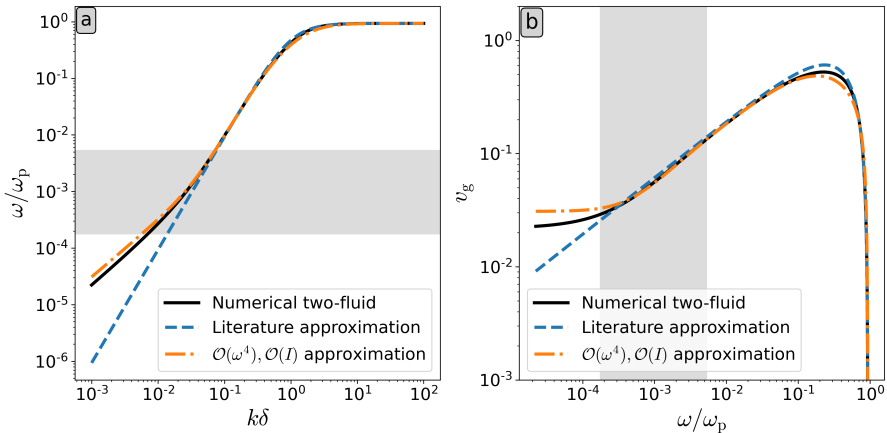 a
10^0
10^-1
10^-2
10^-3
10^-4
10^-5
10^-6
ω/ω_p
10^-3
10^-2
10^-1
10^0
10^1
10^2
kδ
Numerical two-fluid
Literature approximation
𝒪(ω^4), 𝒪(I) approximation
b
10^0
10^-1
10^-2
10^-3
v_g
10^-4
10^-3
10^-2
10^-1
10^0
ω/ω_p
Numerical two-fluid
Literature approximation
𝒪(ω^4), 𝒪(I) approximation